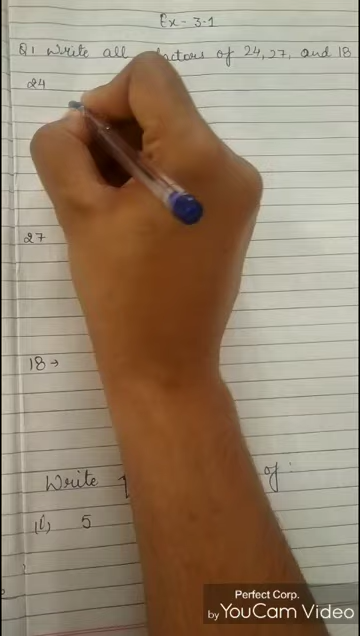 Ex-3.1
Q1 Write all factors of 24, 27, and 18
24
27
18→
Write of
(i) 5
Perfect Corp.
by YouCam Video